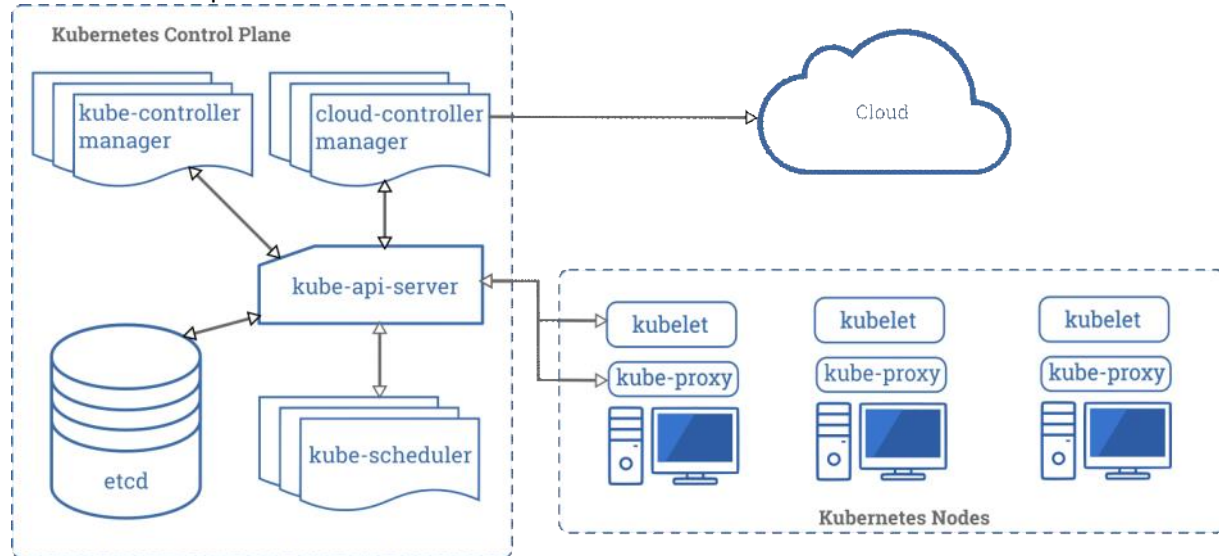 Kubernetes Control Plane
kube-controller
manager
cloud-controller
manager
Cloud
kube-api-server
etcd
kube-scheduler
kubelet
kubelet
kubelet
kube-proxy
kube-proxy
kube-proxy
Kubernetes Nodes